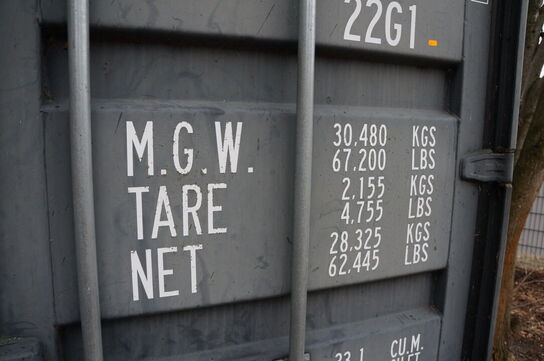 22G1
M.G.W. 30,480 KGS
67,200 LBS
TARE 2,155 KGS
4,755 LBS
NET 28,325 KGS
62,445 LBS
CU.M.